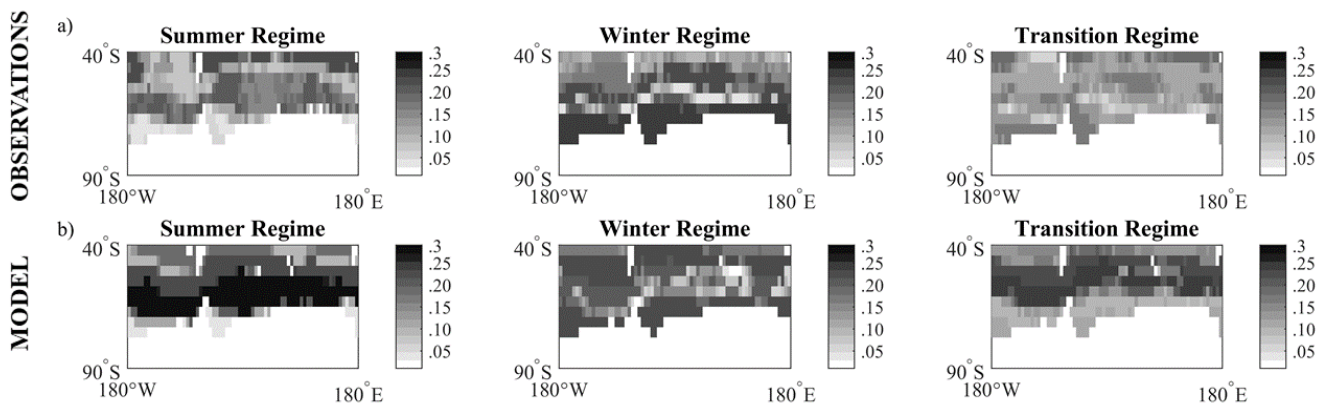 OBSERVATIONS
a)
Summer Regime
Winter Regime
Transition Regime
40°S
90°S
180°W
180°E
.3
.25
.20
.15
.10
.05
40°S
90°S
180°W
180°E
.3
.25
.20
.15
.10
.05
40°S
90°S
180°W
180°E
.3
.25
.20
.15
.10
.05
MODEL
b)
Summer Regime
Winter Regime
Transition Regime
40°S
90°S
180°W
180°E
.3
.25
.20
.15
.10
.05
40°S
90°S
180°W
180°E
.3
.25
.20
.15
.10
.05
40°S
90°S
180°W
180°E
.3
.25
.20
.15
.10
.05